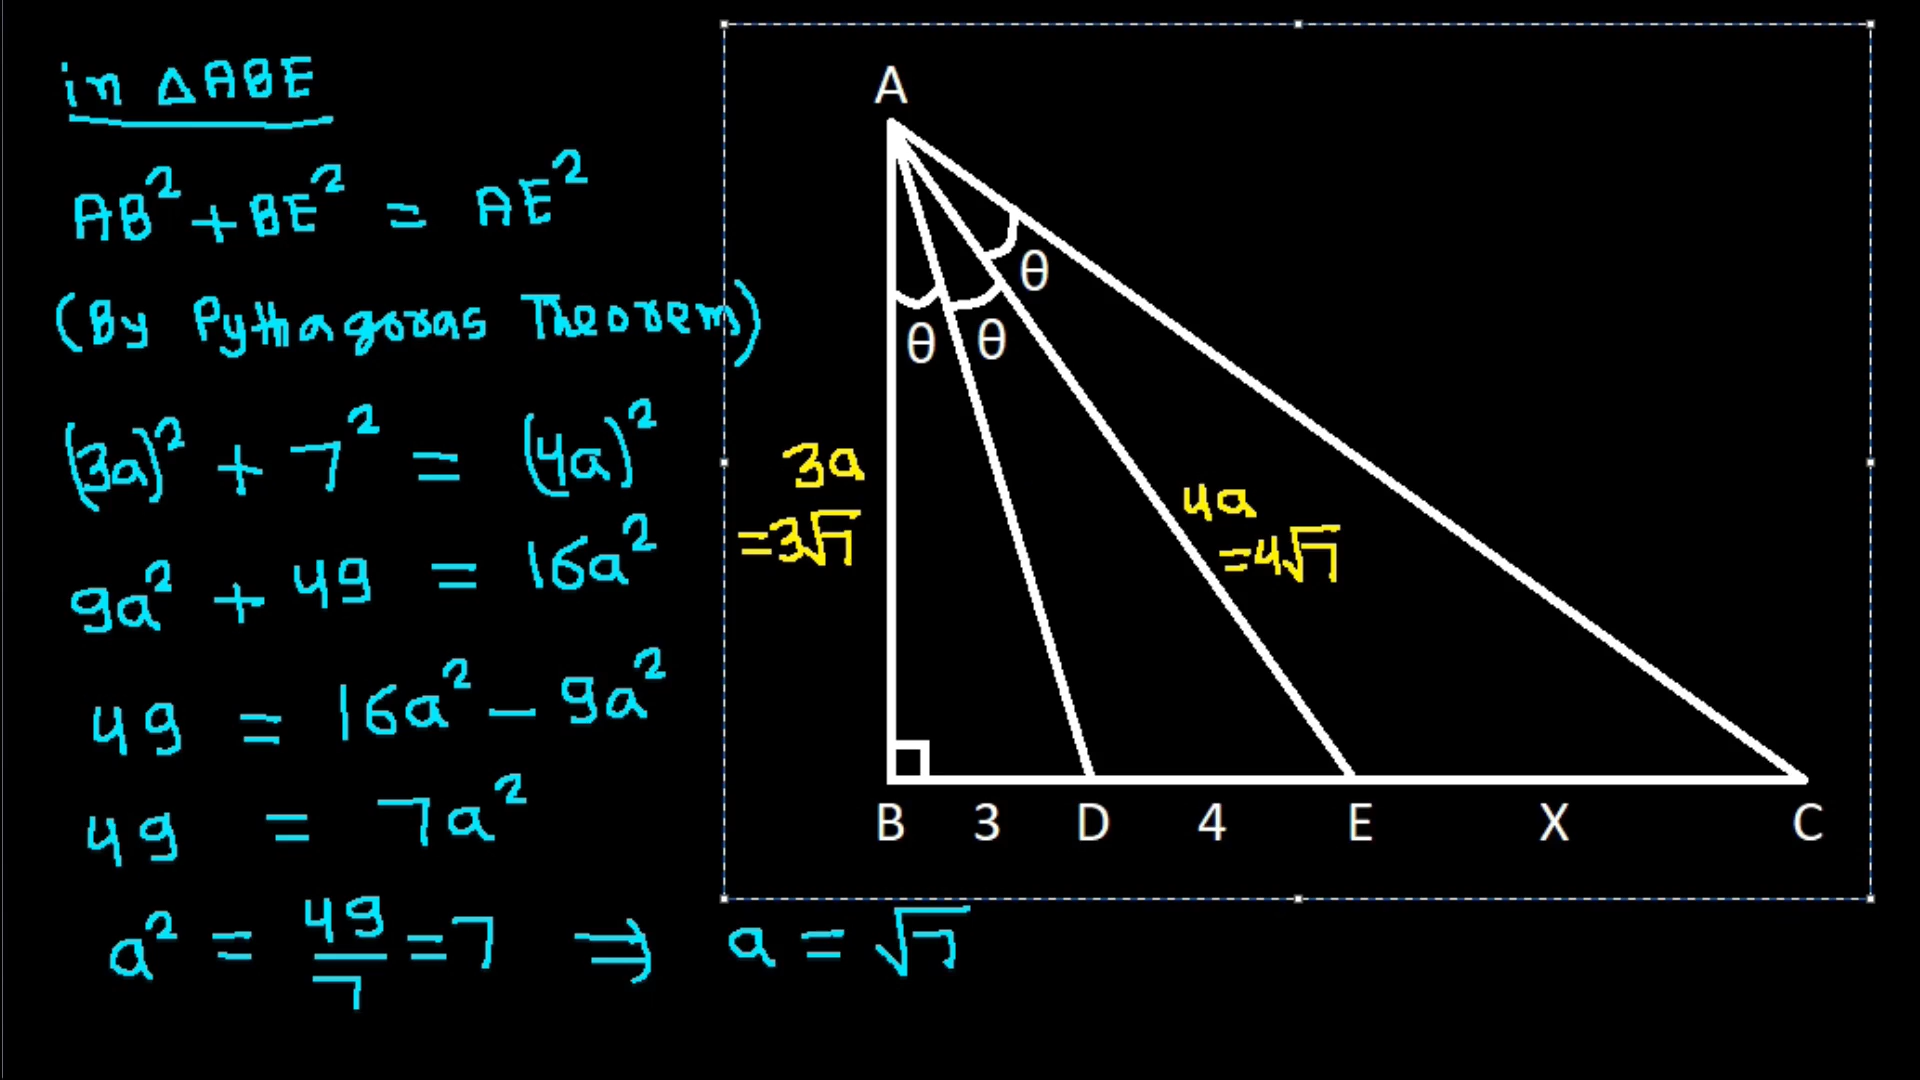 in △ABE
AB² + BE² = AE²
(By Pythagoras Theorem)
(3a)² + 7² = (4a)²
9a² + 49 = 16a²
49 = 16a² - 9a²
49 = 7a²
a² = 49/7 = 7 ⇒ a = √7
A
θ
θ θ
3a
=3√7
4a
=4√7
B 3 D 4 E X C